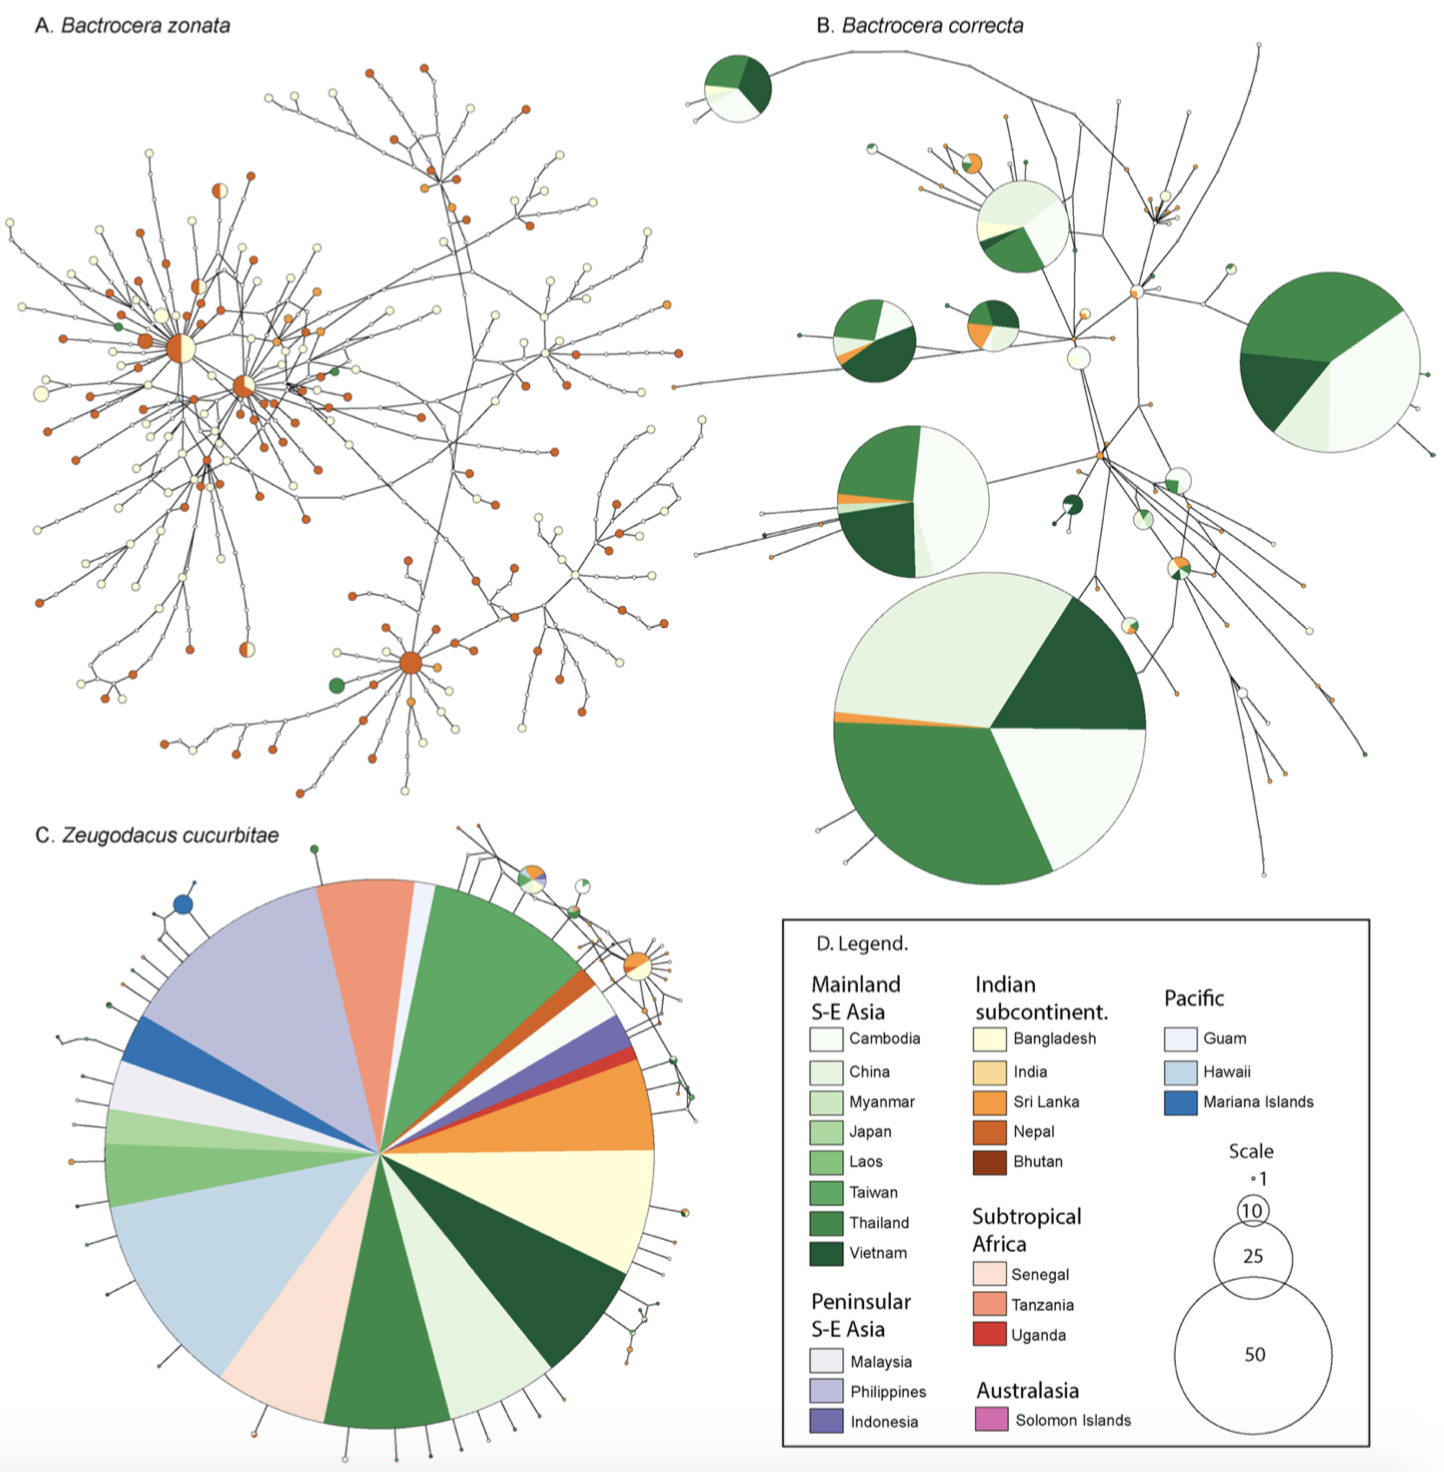 A. Bactrocera zonata
B. Bactrocera correcta
C. Zeugodacus cucurbitae
D. Legend.
Mainland
S-E Asia
Cambodia
China
Mymar
Japan
Laos
Taiwan
Thailand
Vietnam
Peninsular
S-E Asia
Malaysia
Philippines
Indonesia
Indian
subcontinent.
Bangladesh
India
Sri Lanka
Nepal
Bhutan
Subtropical
Africa
Senegal
Tanzania
Uganda
Australasia
Solomon Islands
Pacific
Guam
Hawaii
Mariana Islands
Scale
1
10
25
50